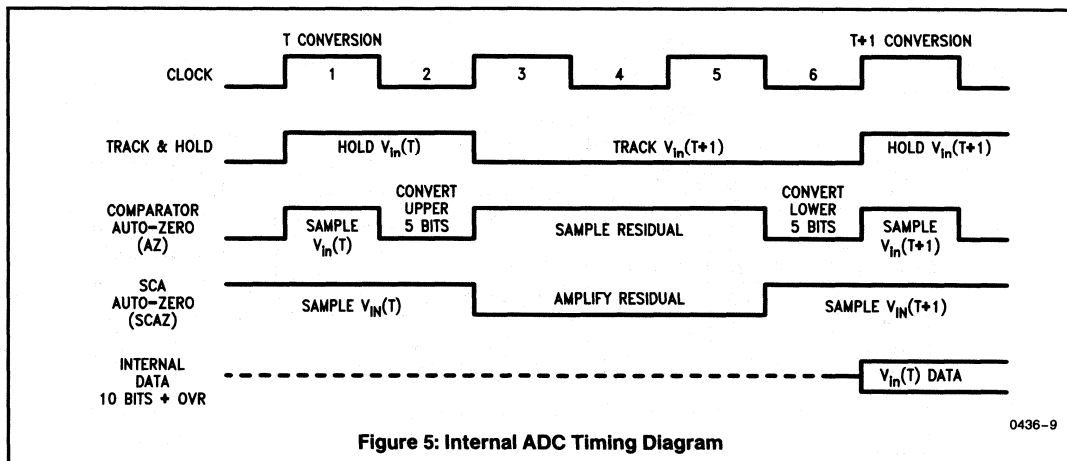 T CONVERSION
T+1 CONVERSION
CLOCK
1 2 3 4 5 6
TRACK & HOLD
HOLD Vin(T)
TRACK Vin(T+1)
HOLD Vin(T+1)
COMPARATOR
AUTO-ZERO
(AZ)
SAMPLE
Vin(T)
CONVERT
UPPER
5 BITS
SAMPLE RESIDUAL
CONVERT
LOWER
5 BITS
SAMPLE
Vin(T+1)
SCA
AUTO-ZERO
(SCAZ)
SAMPLE VIN(T)
AMPLIFY RESIDUAL
SAMPLE VIN(T+1)
INTERNAL
DATA
10 BITS + OVR
Vin(T) DATA
0436-9
Figure 5: Internal ADC Timing Diagram